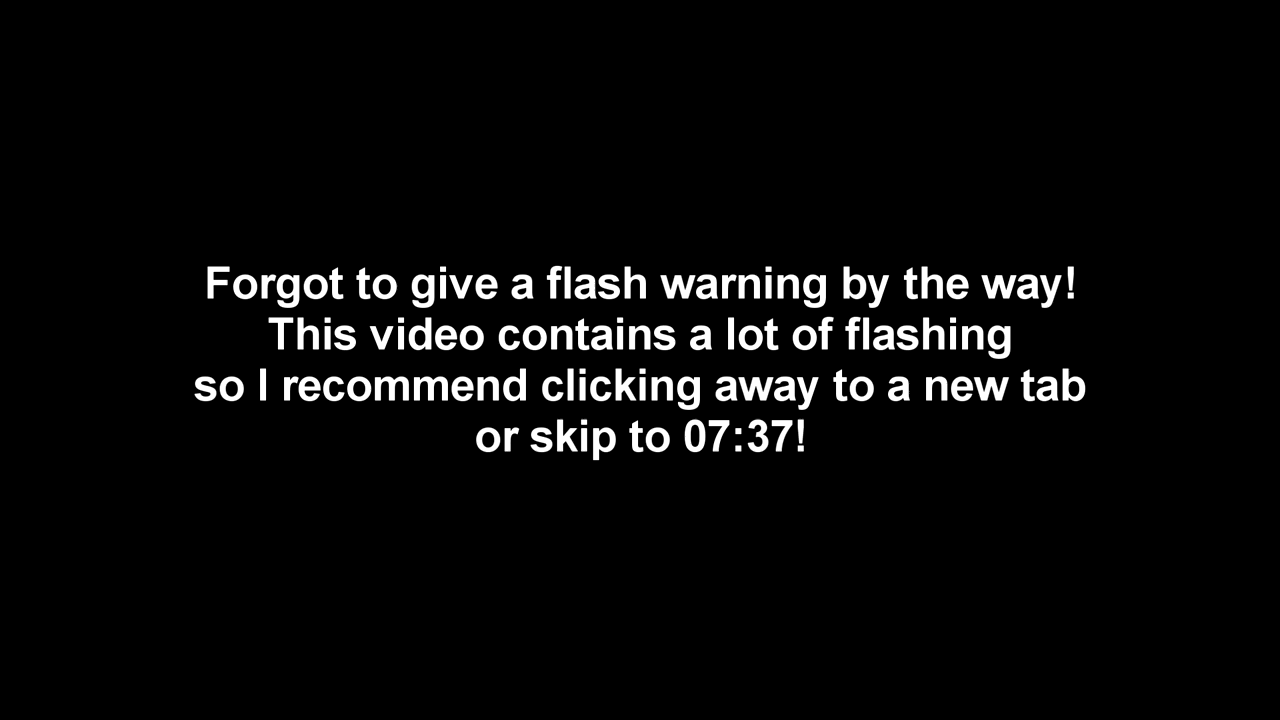 Forgot to give a flash warning by the way!
This video contains a lot of flashing
so I recommend clicking away to a new tab
or skip to 07:37!